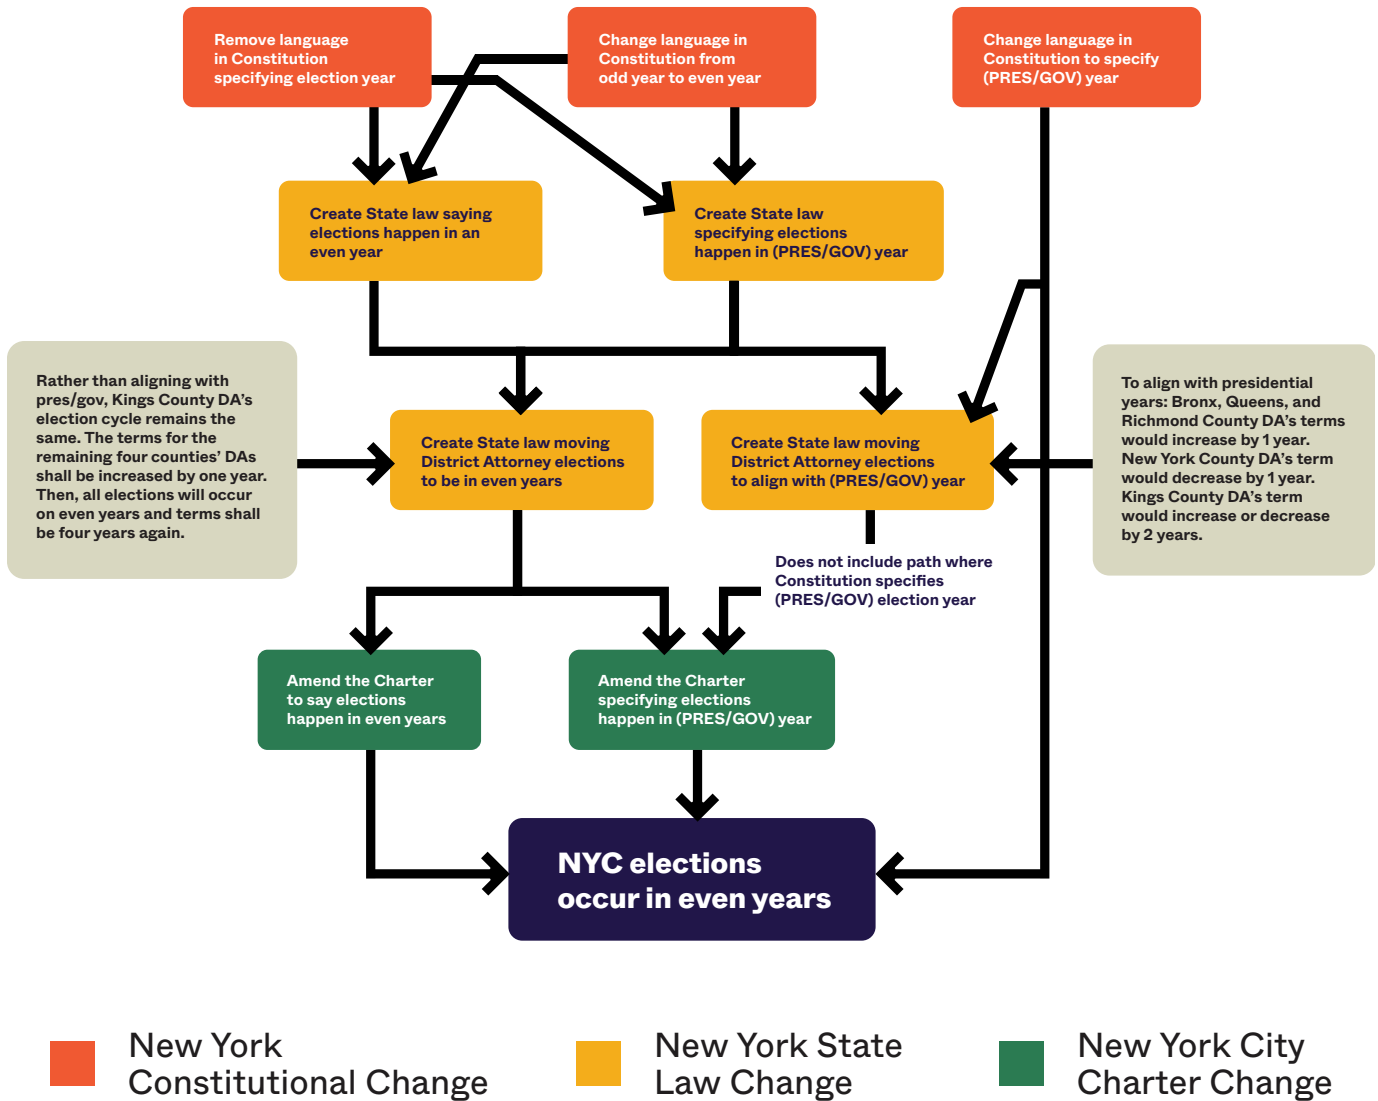 Remove language
in Constitution
specifying election year
Change language in
Constitution from
odd year to even year
Change language in
Constitution to specify
(PRES/GOV) year
Create State law saying
elections happen in an
even year
Create State law
specifying elections
happen in (PRES/GOV) year
Rather than aligning with
pres/gov, Kings County DA’s
election cycle remains the
same. The terms for the
remaining four counties’ DAs
shall be increased by one year.
Then, all elections will occur
on even years and terms shall
be four years again.
Create State law moving
District Attorney elections
to be in even years
Create State law moving
District Attorney elections
to align with (PRES/GOV) year
To align with presidential
years: Bronx, Queens, and
Richmond County DA’s terms
would increase by 1 year.
New York County DA’s term
would decrease by 1 year.
Kings County DA’s term
would increase or decrease
by 2 years.
Does not include path where
Constitution specifies
(PRES/GOV) election year
Amend the Charter
to say elections
happen in even years
Amend the Charter
specifying elections
happen in (PRES/GOV) year
NYC elections
occur in even years
New York
Constitutional Change
New York State
Law Change
New York City
Charter Change